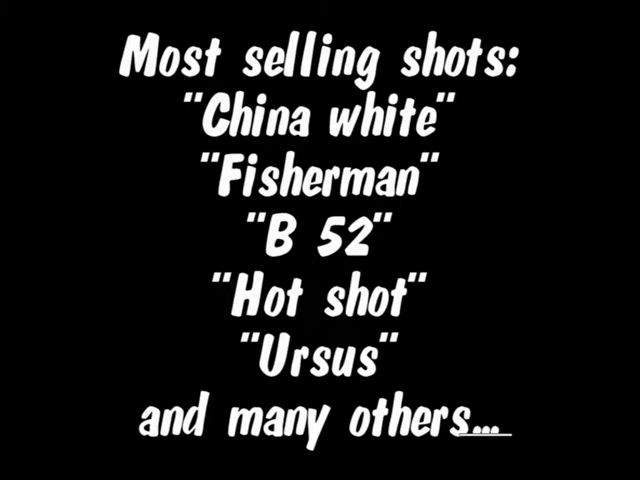 Most selling shots:
"China white"
"Fisherman"
"B 52"
"Hot shot"
"Ursus"
and many others...